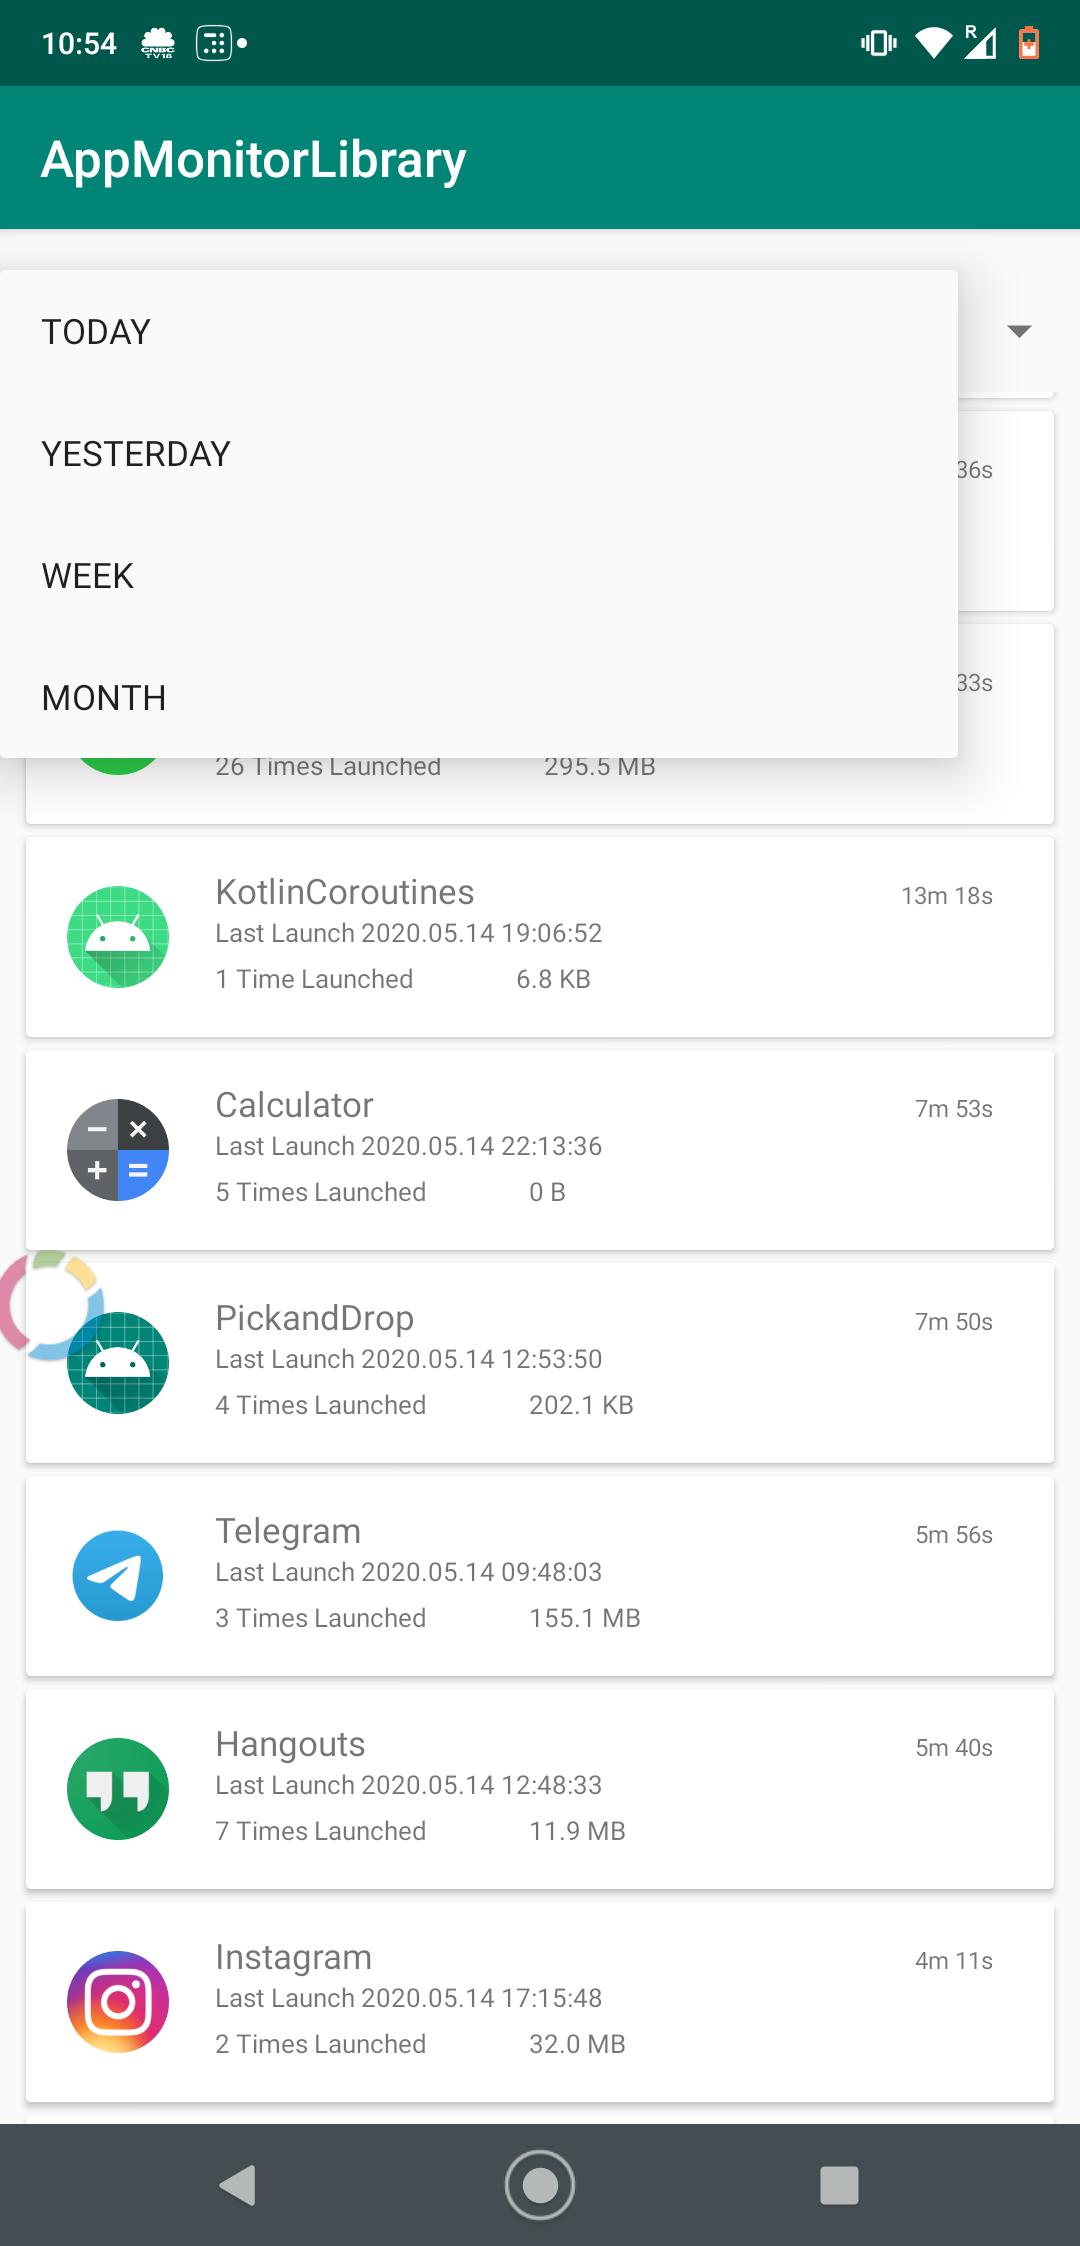 10:54
CNBC
TV18
R
AppMonitorLibrary
TODAY
YESTERDAY
36s
WEEK
33s
MONTH
26 Times Launched 295.5 MB
KotlinCoroutines 13m 18s
Last Launch 2020.05.14 19:06:52
1 Time Launched 6.8 KB
Calculator 7m 53s
Last Launch 2020.05.14 22:13:36
5 Times Launched 0 B
PickandDrop 7m 50s
Last Launch 2020.05.14 12:53:50
4 Times Launched 202.1 KB
Telegram 5m 56s
Last Launch 2020.05.14 09:48:03
3 Times Launched 155.1 MB
Hangouts 5m 40s
Last Launch 2020.05.14 12:48:33
7 Times Launched 11.9 MB
Instagram 4m 11s
Last Launch 2020.05.14 17:15:48
2 Times Launched 32.0 MB